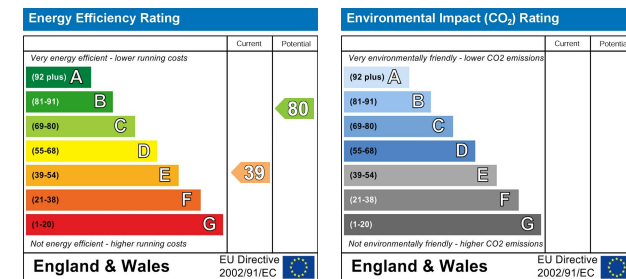 Energy Efficiency Rating
Current Potential
Very energy efficient - lower running costs
(92 plus) A
(81-91) B
80
(69-80) C
(55-68) D
(39-54) E
39
(21-38) F
(1-20) G
Not energy efficient - higher running costs
England & Wales
EU Directive
2002/91/EC
Environmental Impact (CO₂) Rating
Current Potential
Very environmentally friendly - lower CO2 emissions
(92 plus) A
(81-91) B
(69-80) C
(55-68) D
(39-54) E
(21-38) F
(1-20) G
Not environmentally friendly - higher CO2 emissions
England & Wales
EU Directive
2002/91/EC